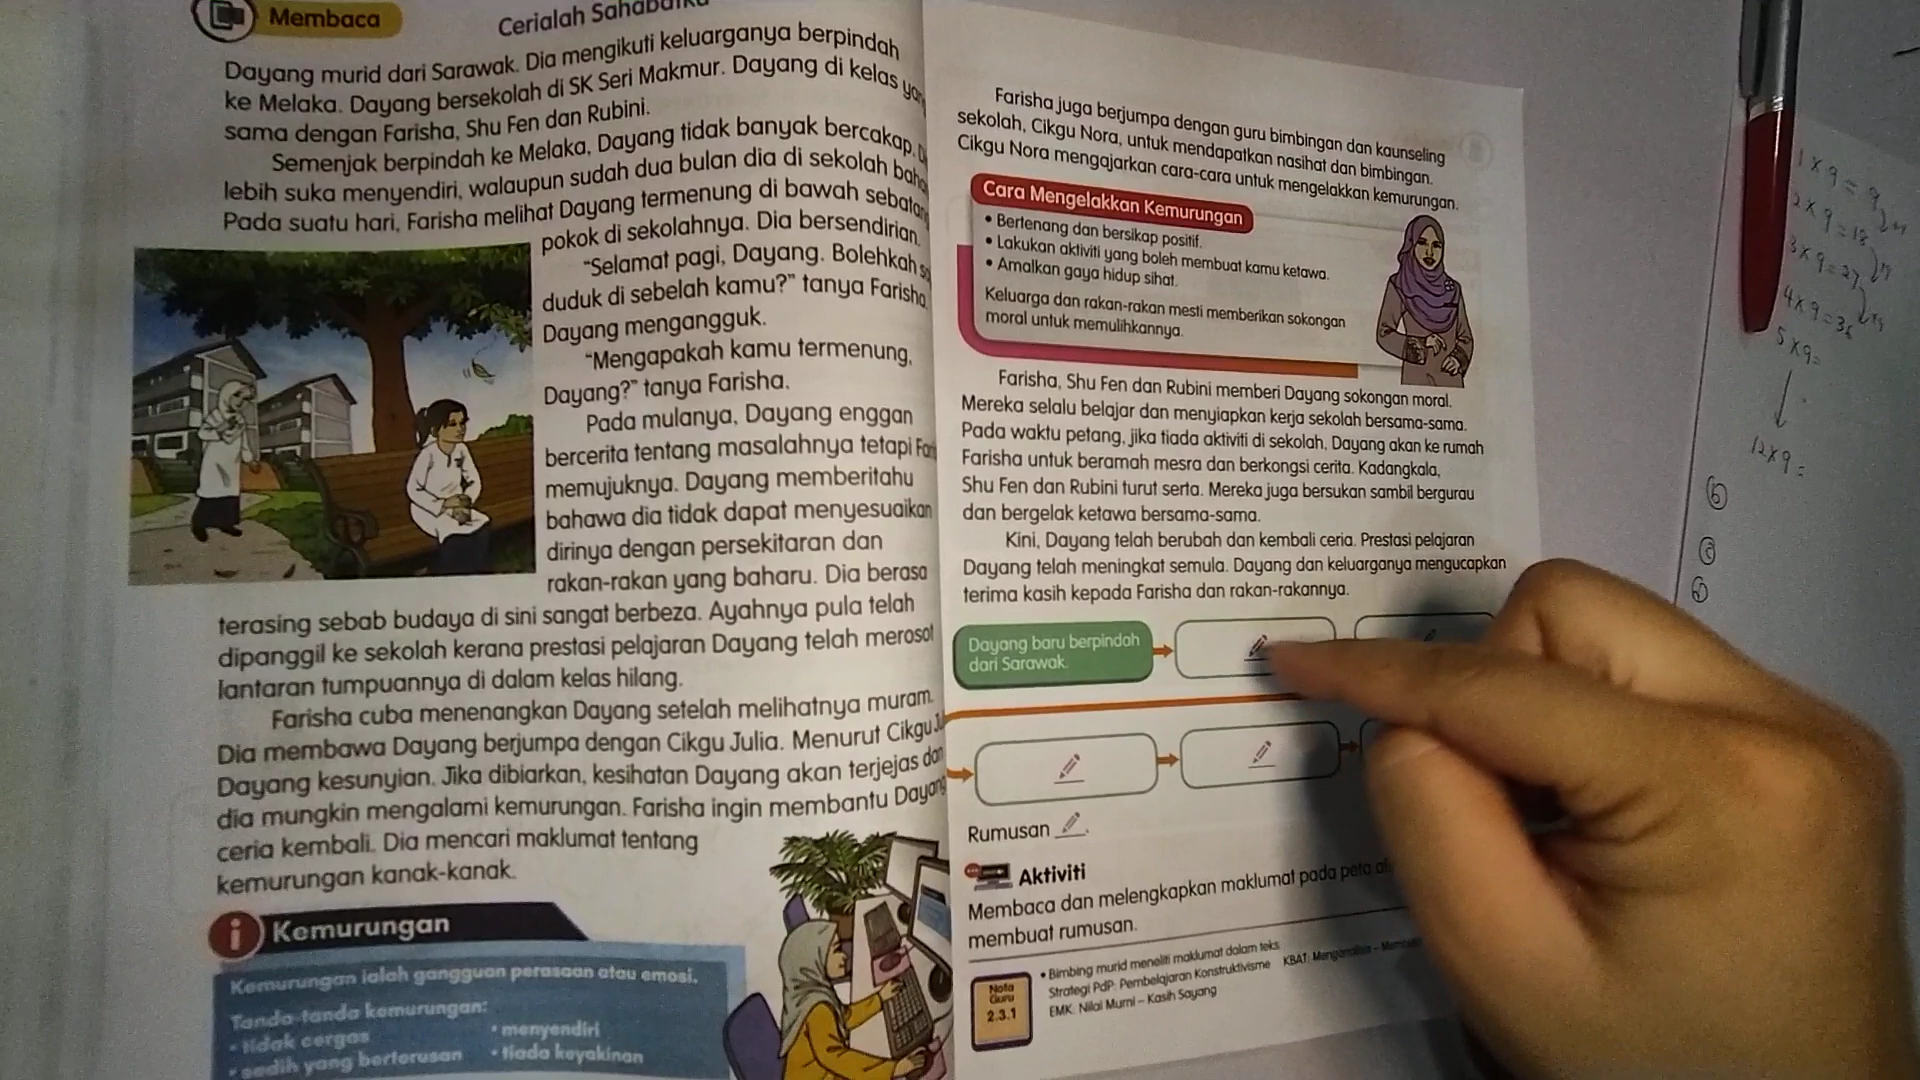 Membaca
Cerialah Sahabatku
Dayang murid dari Sarawak. Dia mengikuti keluarganya berpindah
ke Melaka. Dayang bersekolah di SK Seri Makmur. Dayang di kelas
sama dengan Farisha, Shu Fen dan Rubini.
Semenjak berpindah ke Melaka, Dayang tidak banyak bercakap.
lebih suka menyendiri, walaupun sudah dua bulan dia di sekolah
Pada suatu hari, Farisha melihat Dayang termenung di bawah
pokok di sekolahnya. Dia bersendirian.
“Selamat pagi, Dayang. Bolehkah
duduk di sebelah kamu?” tanya Farisha.
Dayang mengangguk.
“Mengapakah kamu termenung,
Dayang?” tanya Farisha.
Pada mulanya, Dayang enggan
bercerita tentang masalahnya tetapi
memujuknya. Dayang memberitahu
bahawa dia tidak dapat menyesuaikan
dirinya dengan persekitaran dan
rakan-rakan yang baharu. Dia berasa
terasing sebab budaya di sini sangat berbeza. Ayahnya pula telah
dipanggil ke sekolah kerana prestasi pelajaran Dayang telah merosot
lantaran tumpuannya di dalam kelas hilang.
Farisha cuba menenangkan Dayang setelah melihatnya muram.
Dia membawa Dayang berjumpa dengan Cikgu Julia. Menurut Cikgu
Dayang kesunyian. Jika dibiarkan, kesihatan Dayang akan terjejas dan
dia mungkin mengalami kemurungan. Farisha ingin membantu Dayang
ceria kembali. Dia mencari maklumat tentang
kemurungan kanak-kanak.
i Kemurungan
Kemurungan ialah gangguan perasaan atau emosi.
Tanda-tanda kemurungan:
• tidak cergas
• menyendiri
• sedih yang berterusan
• tiada keyakinan
Farisha juga berjumpa dengan guru bimbingan dan kaunseling
sekolah, Cikgu Nora, untuk mendapatkan nasihat dan bimbingan.
Cikgu Nora mengajarkan cara-cara untuk mengelakkan kemurungan.
Cara Mengelakkan Kemurungan
• Bertenang dan bersikap positif.
• Lakukan aktiviti yang boleh membuat kamu ketawa.
• Amalkan gaya hidup sihat.
Keluarga dan rakan-rakan mesti memberikan sokongan
moral untuk memulihkannya.
Farisha, Shu Fen dan Rubini memberi Dayang sokongan moral.
Mereka selalu belajar dan menyiapkan kerja sekolah bersama-sama.
Pada waktu petang, jika tiada aktiviti di sekolah, Dayang akan ke rumah
Farisha untuk beramah mesra dan berkongsi cerita. Kadangkala,
Shu Fen dan Rubini turut serta. Mereka juga bersukan sambil bergurau
dan bergelak ketawa bersama-sama.
Kini, Dayang telah berubah dan kembali ceria. Prestasi pelajaran
Dayang telah meningkat semula. Dayang dan keluarganya mengucapkan
terima kasih kepada Farisha dan rakan-rakannya.
Dayang baru berpindah
dari Sarawak.
Rumusan
Aktiviti
Membaca dan melengkapkan maklumat pada peta
membuat rumusan.
Nota
Guru
2.3.1
• Bimbing murid meneliti maklumat dalam teks.
Strategi PdP: Pembelajaran Konstruktivisme KBAT: Menganalisis –
EMK: Nilai Murni – Kasih Sayang
1 x 9 = 9
2 x 9 = 18
3 x 9 = 27
4 x 9 = 36
5 x 9 =
12 x 9 =